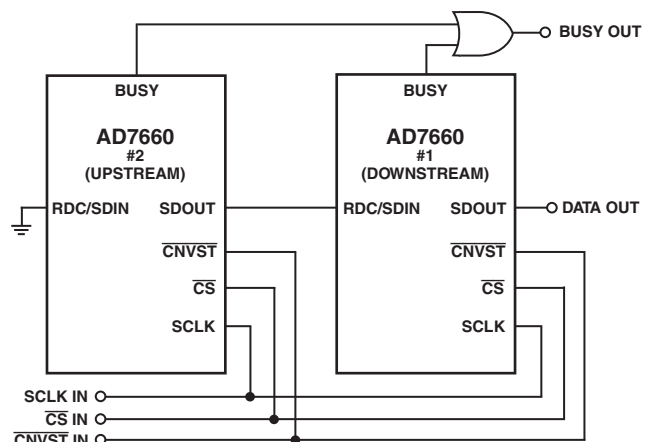 BUSY OUT
BUSY
AD7660
#2
(UPSTREAM)
RDC/SDIN
SDOUT
CNVST
CS
SCLK
BUSY
AD7660
#1
(DOWNSTREAM)
RDC/SDIN
SDOUT
CNVST
CS
SCLK
DATA OUT
SCLK IN
CS IN
CNVST IN